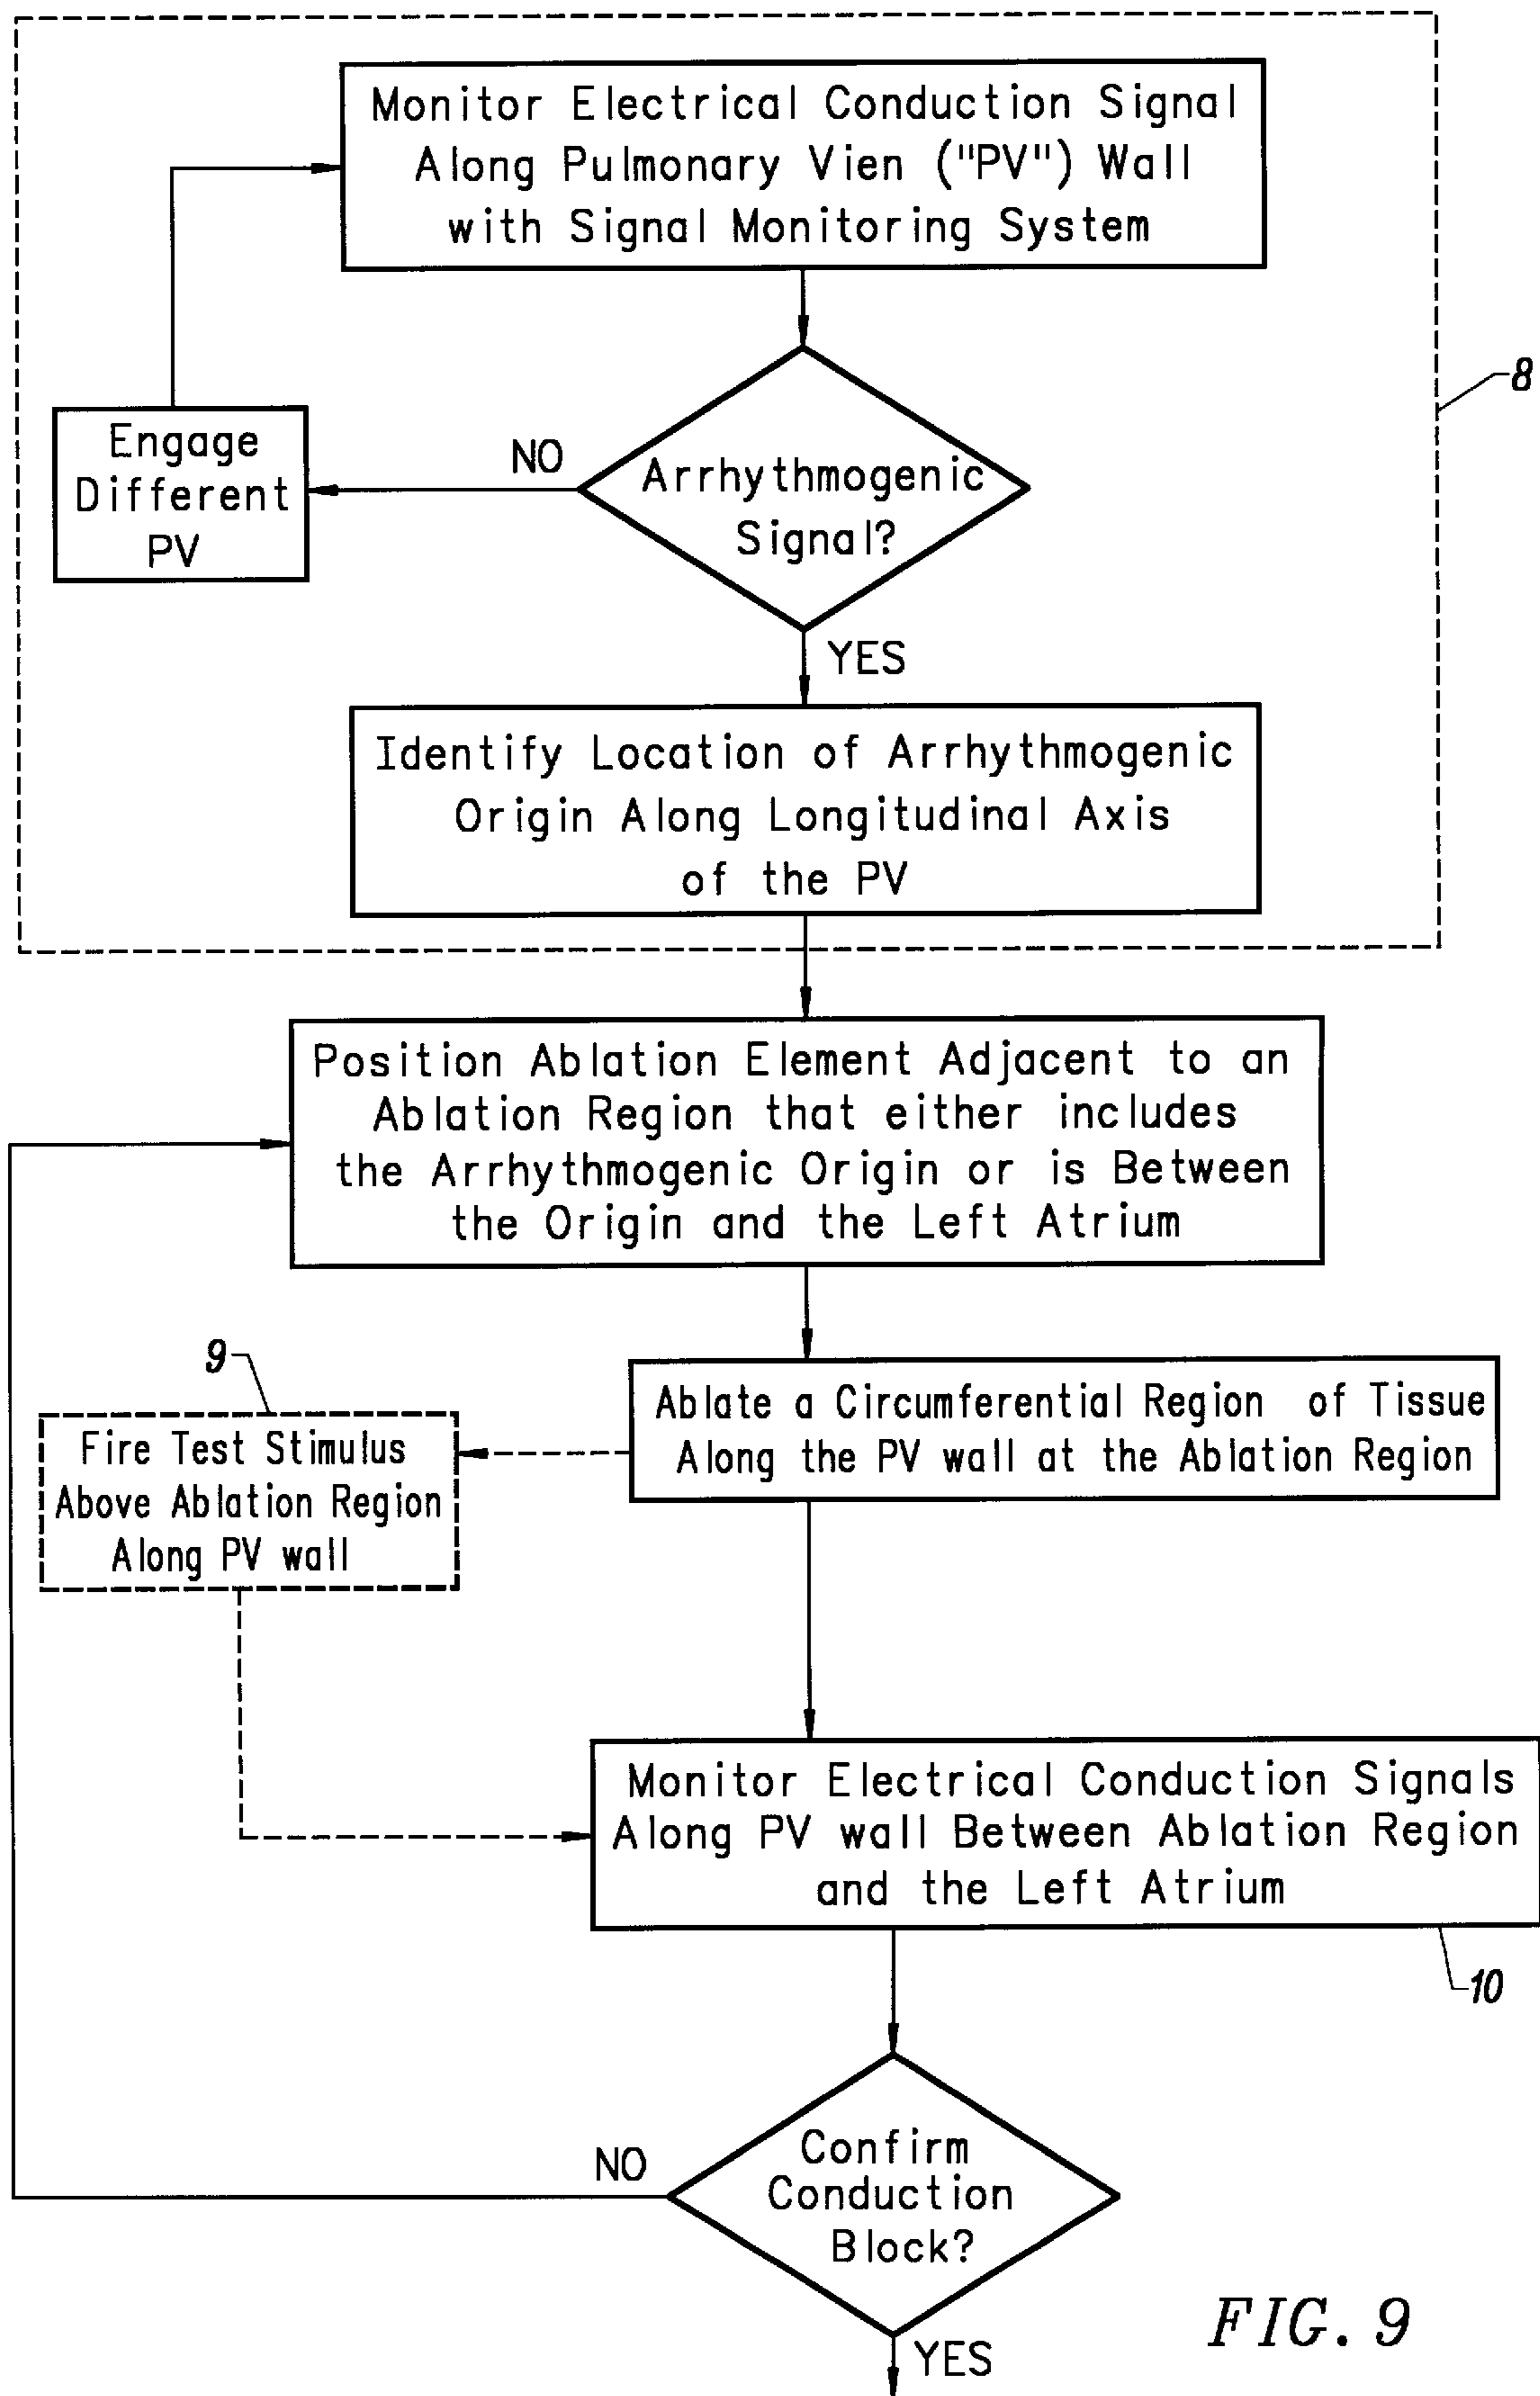 Monitor Electrical Conduction Signal
Along Pulmonary Vien ("PV") Wall
with Signal Monitoring System
8
Engage
Different
PV
NO
Arrhythmogenic
Signal?
YES
Identify Location of Arrhythmogenic
Origin Along Longitudinal Axis
of the PV
Position Ablation Element Adjacent to an
Ablation Region that either includes
the Arrhythmogenic Origin or is Between
the Origin and the Left Atrium
9
Fire Test Stimulus
Above Ablation Region
Along PV wall
Ablate a Circumferential Region of Tissue
Along the PV wall at the Ablation Region
Monitor Electrical Conduction Signals
Along PV wall Between Ablation Region
and the Left Atrium
10
NO
Confirm
Conduction
Block?
YES
FIG. 9